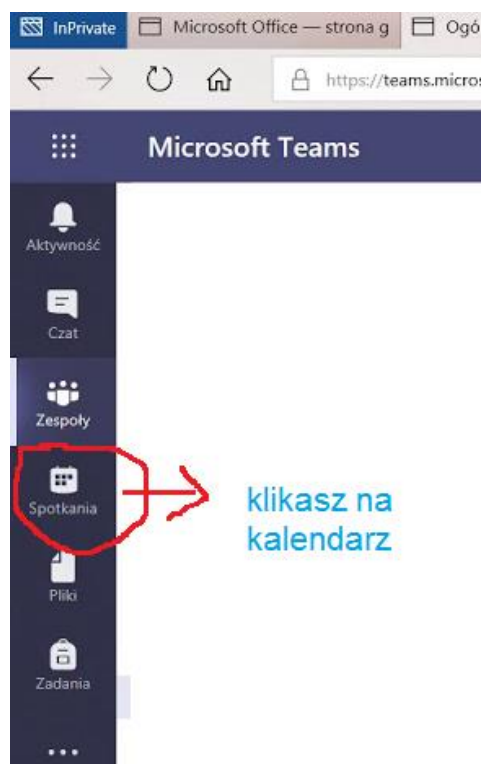 InPrivate
Microsoft Office — strona g
Ogó
https://teams.micros
Microsoft Teams
Aktywność
Czat
Zespoły
Spotkania
klikasz na
kalendarz
Pliki
Zadania